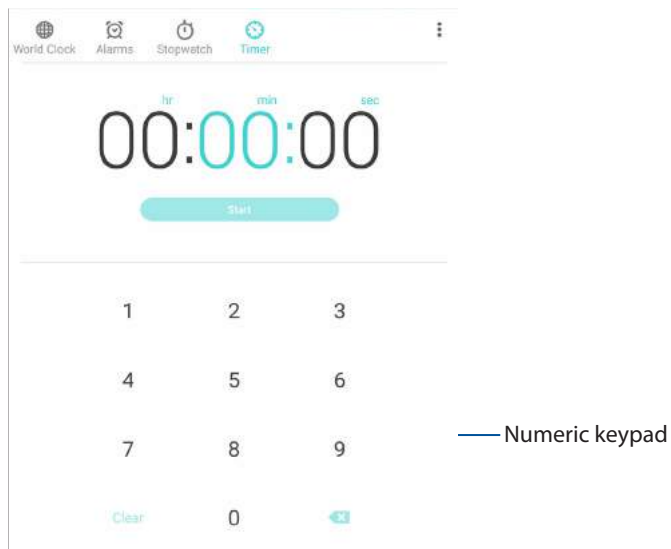 World Clock Alarms Stopwatch Timer
hr min sec
00:00:00
Start
1 2 3
4 5 6
7 8 9
Numeric keypad
Clear 0